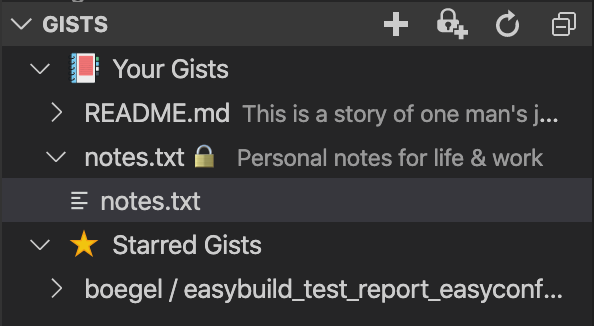 GISTS
Your Gists
README.md This is a story of one man's j...
notes.txt Personal notes for life & work
notes.txt
Starred Gists
boegel / easybuild_test_report_easyconf...